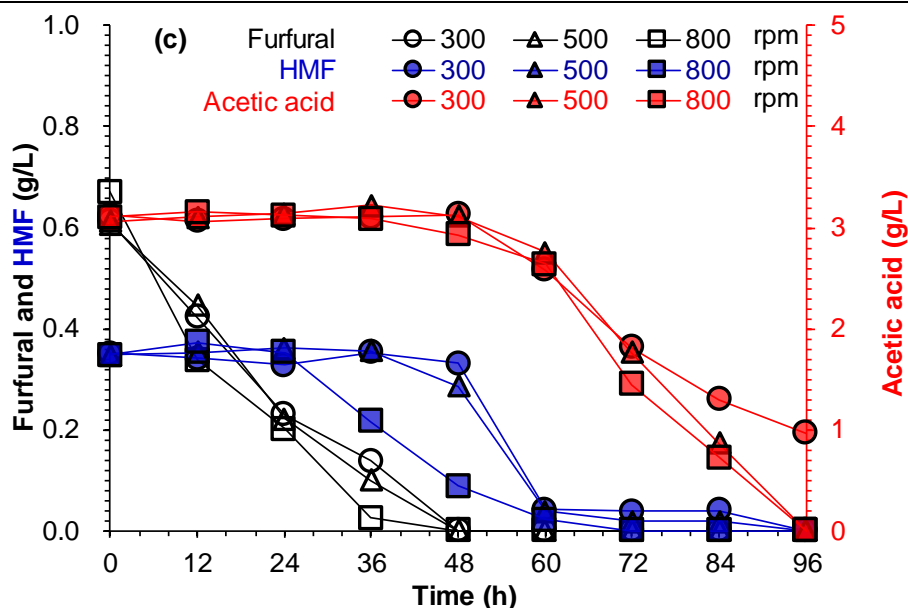 (c) Furfural 300 500 800 rpm
HMF 300 500 800 rpm
Acetic acid 300 500 800 rpm
Furfural and HMF (g/L)
1.0
0.8
0.6
0.4
0.2
0.0
Acetic acid (g/L)
5
4
3
2
1
0
0 12 24 36 48 60 72 84 96
Time (h)